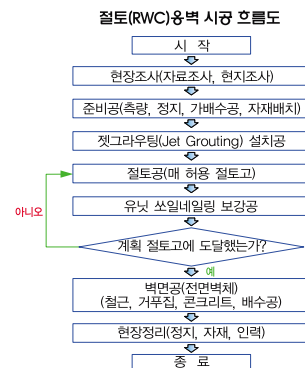 절토(RWC)옹벽 시공 흐름도
시 작
현장조사(자료조사, 현지조사)
준비공(측량, 정지, 가배수공, 자재배치)
젯그라우팅(Jet Grouting) 설치공
절토공(매 허용 절토고)
아니오
유닛 쏘일네일링 보강공
계획 절토고에 도달했는가?
예
벽면공(전면벽체)
(철근, 거푸집, 콘크리트, 배수공)
현장정리(정지, 자재, 인력)
종 료